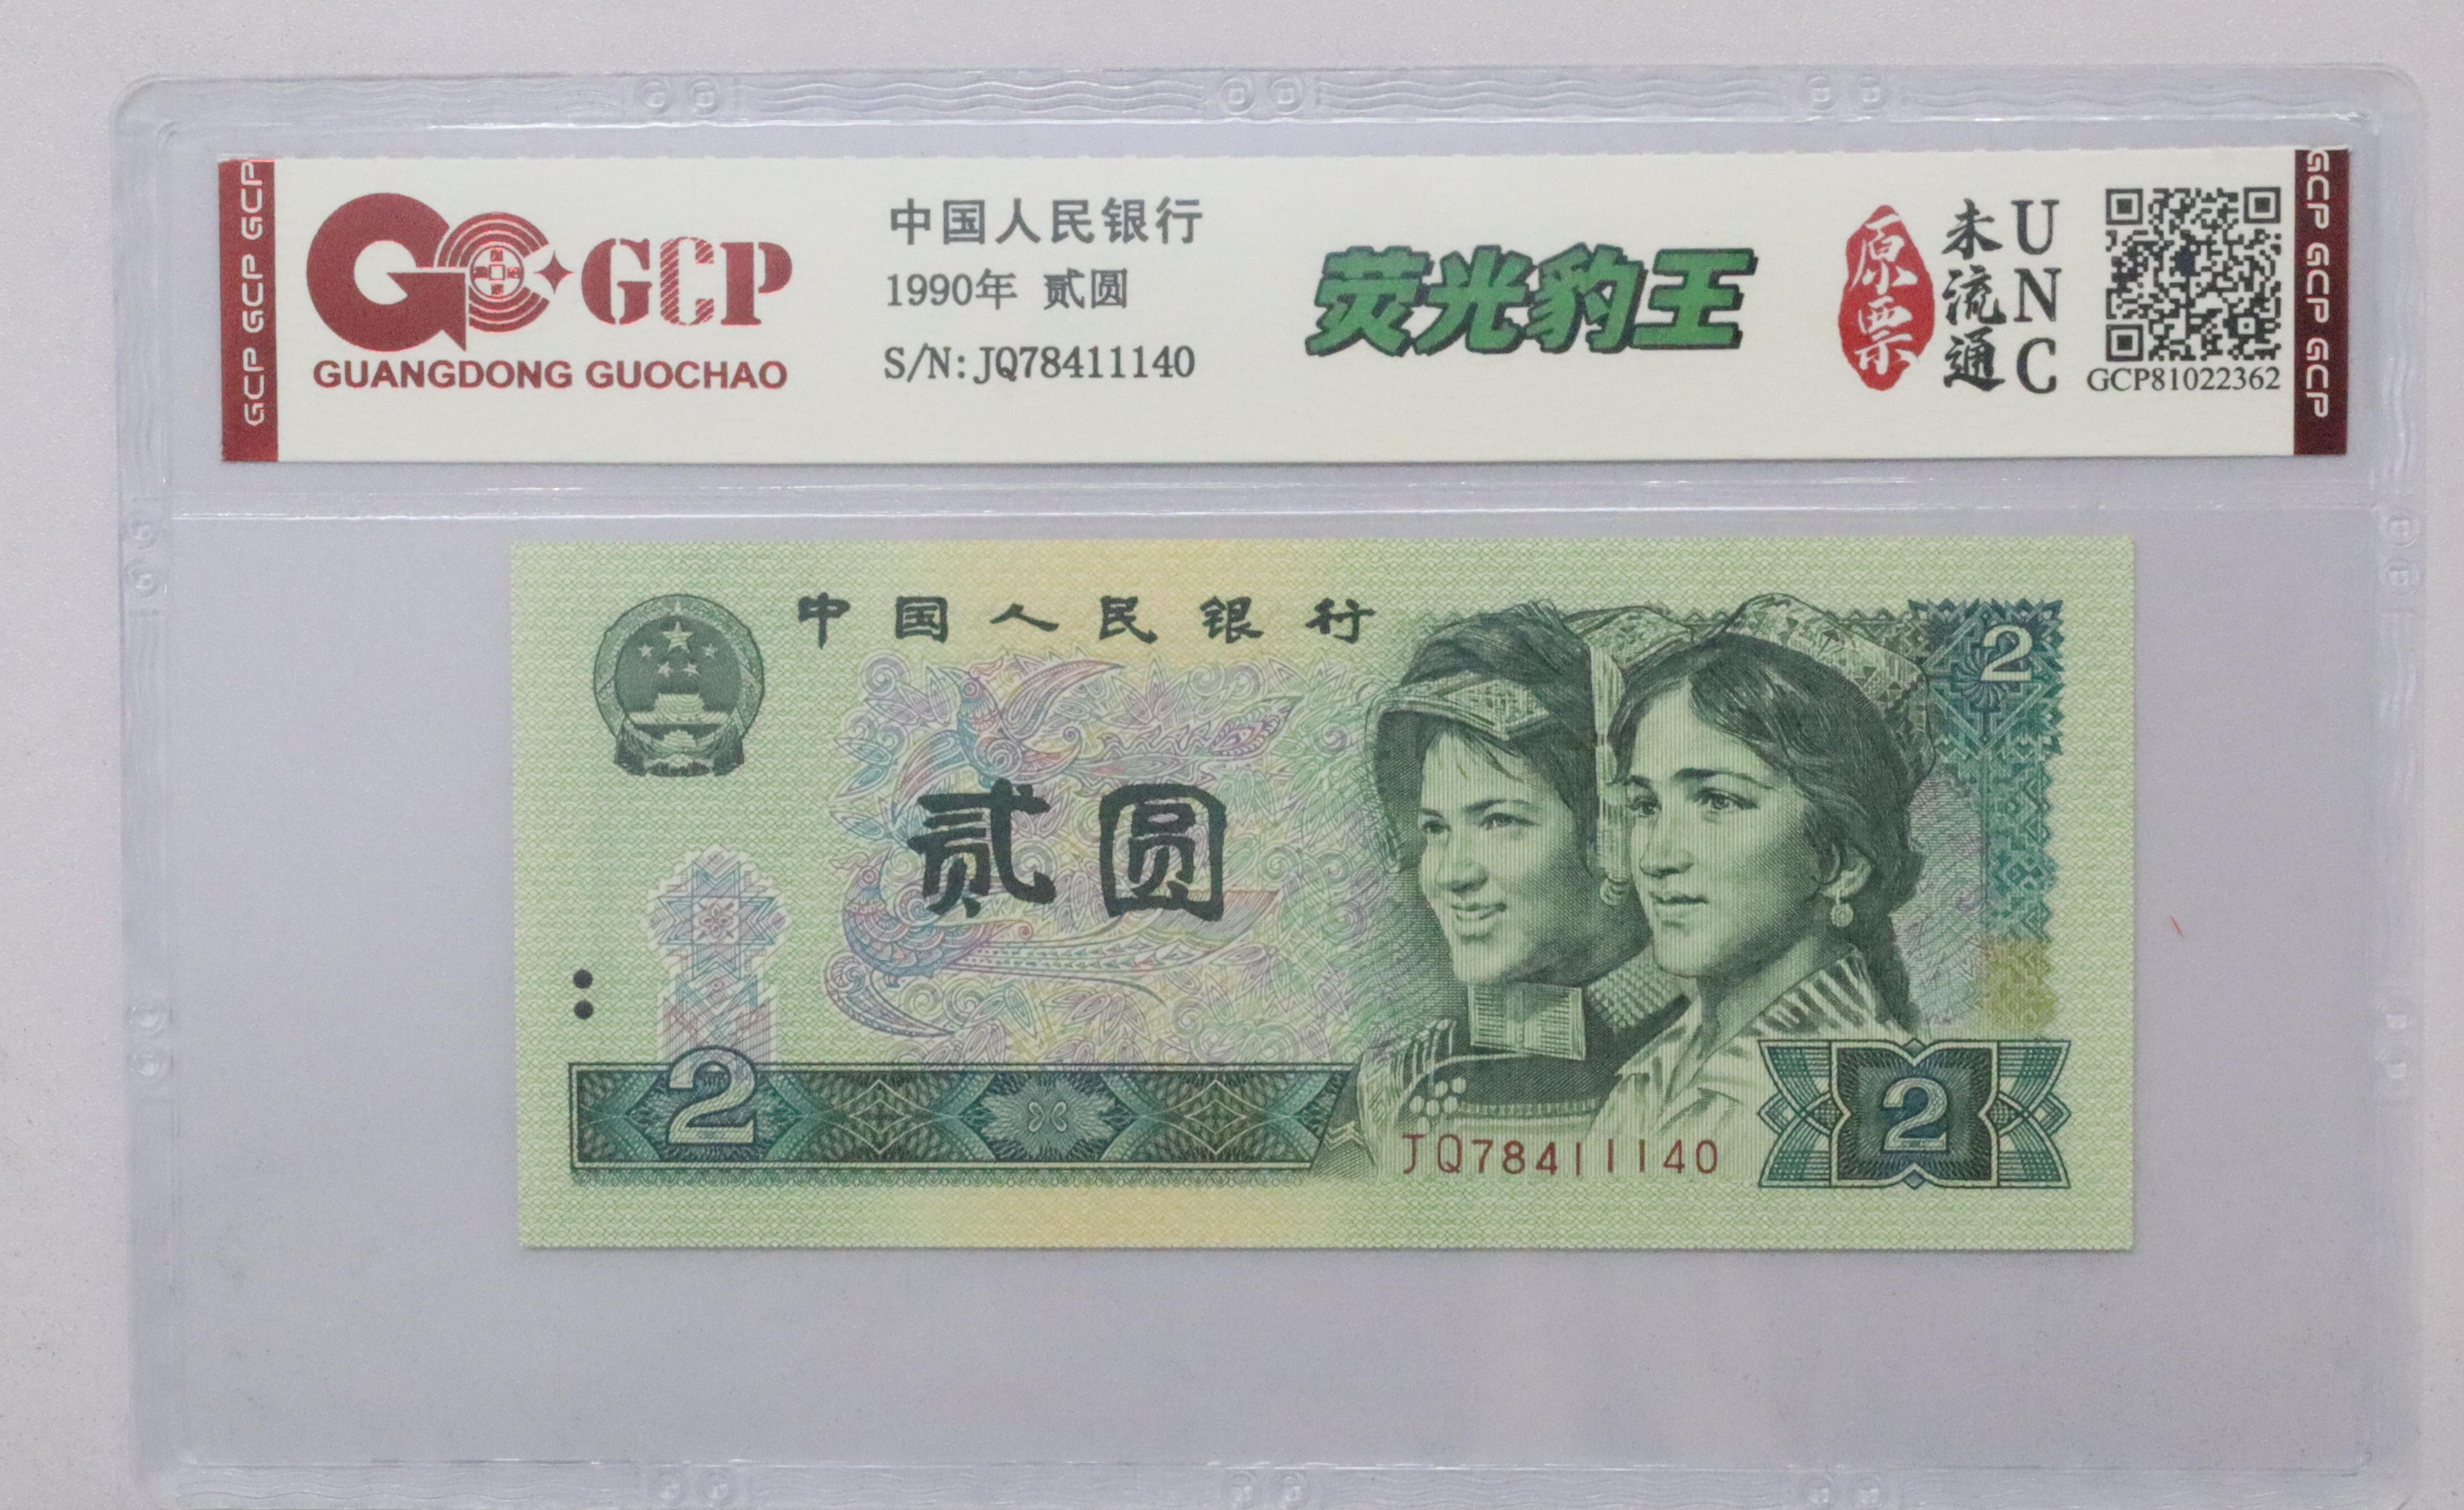 GCP GCP GCP
GCP
GUANGDONG GUOCHAO
中国人民银行
1990年 贰圆
S/N: JQ78411140
荧光豹王
原票
未流通
UNC
GCP81022362
GCP GCP GCP
中国人民银行
2
贰圆
2
JQ78411140
2